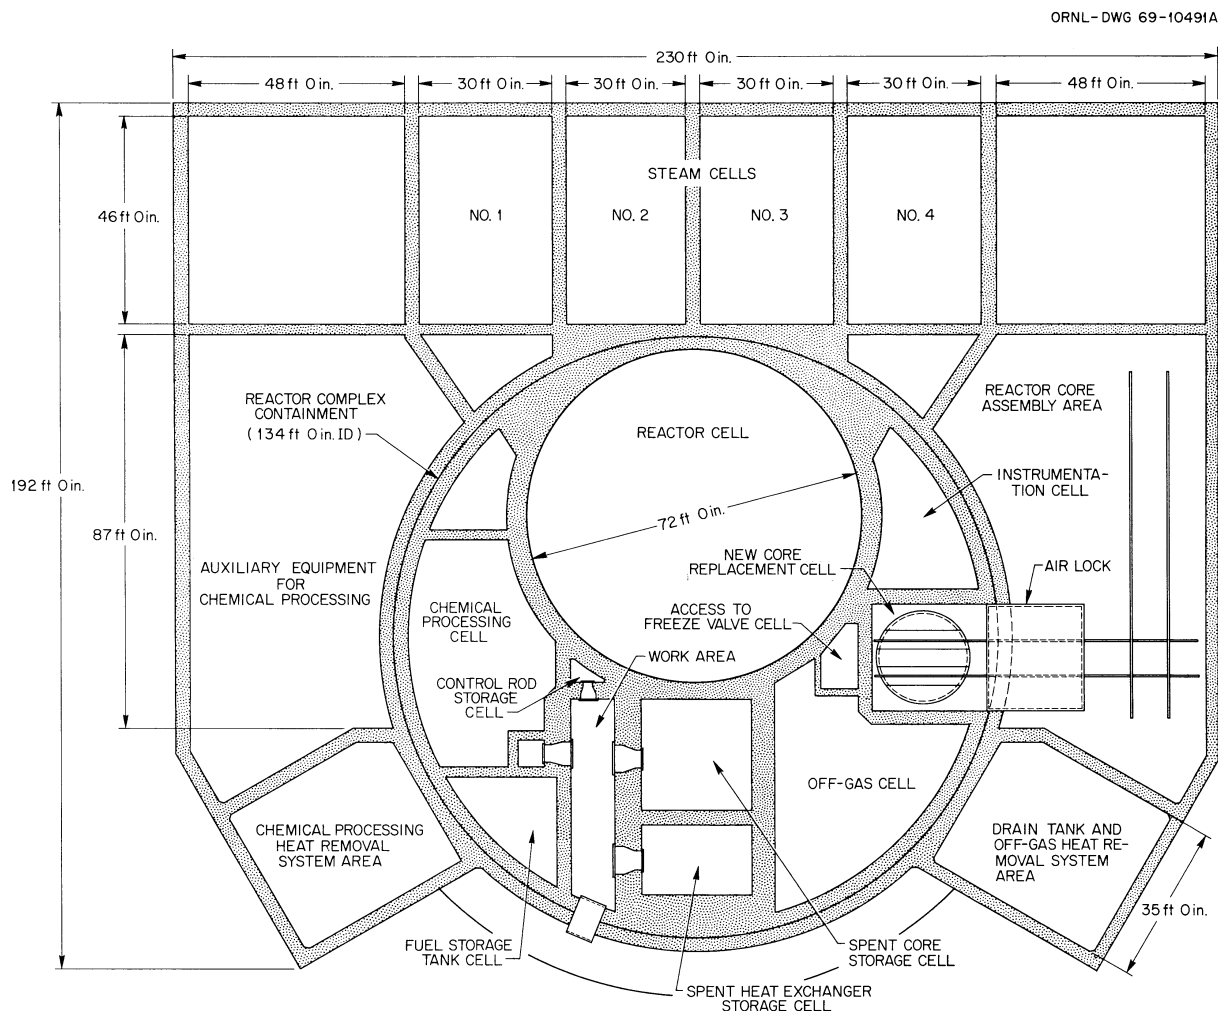 ORNL-DWG 69-10491A
230 ft 0 in.
48 ft 0 in.
30 ft 0 in.
30 ft 0 in.
30 ft 0 in.
30 ft 0 in.
48 ft 0 in.
STEAM CELLS
46 ft 0 in.
NO. 1
NO. 2
NO. 3
NO. 4
REACTOR COMPLEX
CONTAINMENT
(134 ft 0 in. ID)
REACTOR CELL
REACTOR CORE
ASSEMBLY AREA
INSTRUMENTA-
TION CELL
192 ft 0 in.
87 ft 0 in.
72 ft 0 in.
NEW CORE
REPLACEMENT CELL
AIR LOCK
AUXILIARY EQUIPMENT
FOR
CHEMICAL PROCESSING
CHEMICAL
PROCESSING
CELL
ACCESS TO
FREEZE VALVE CELL
WORK AREA
CONTROL ROD
STORAGE
CELL
OFF-GAS CELL
CHEMICAL PROCESSING
HEAT REMOVAL
SYSTEM AREA
DRAIN TANK AND
OFF-GAS HEAT RE-
MOVAL SYSTEM
AREA
35 ft 0 in.
FUEL STORAGE
TANK CELL
SPENT CORE
STORAGE CELL
SPENT HEAT EXCHANGER
STORAGE CELL